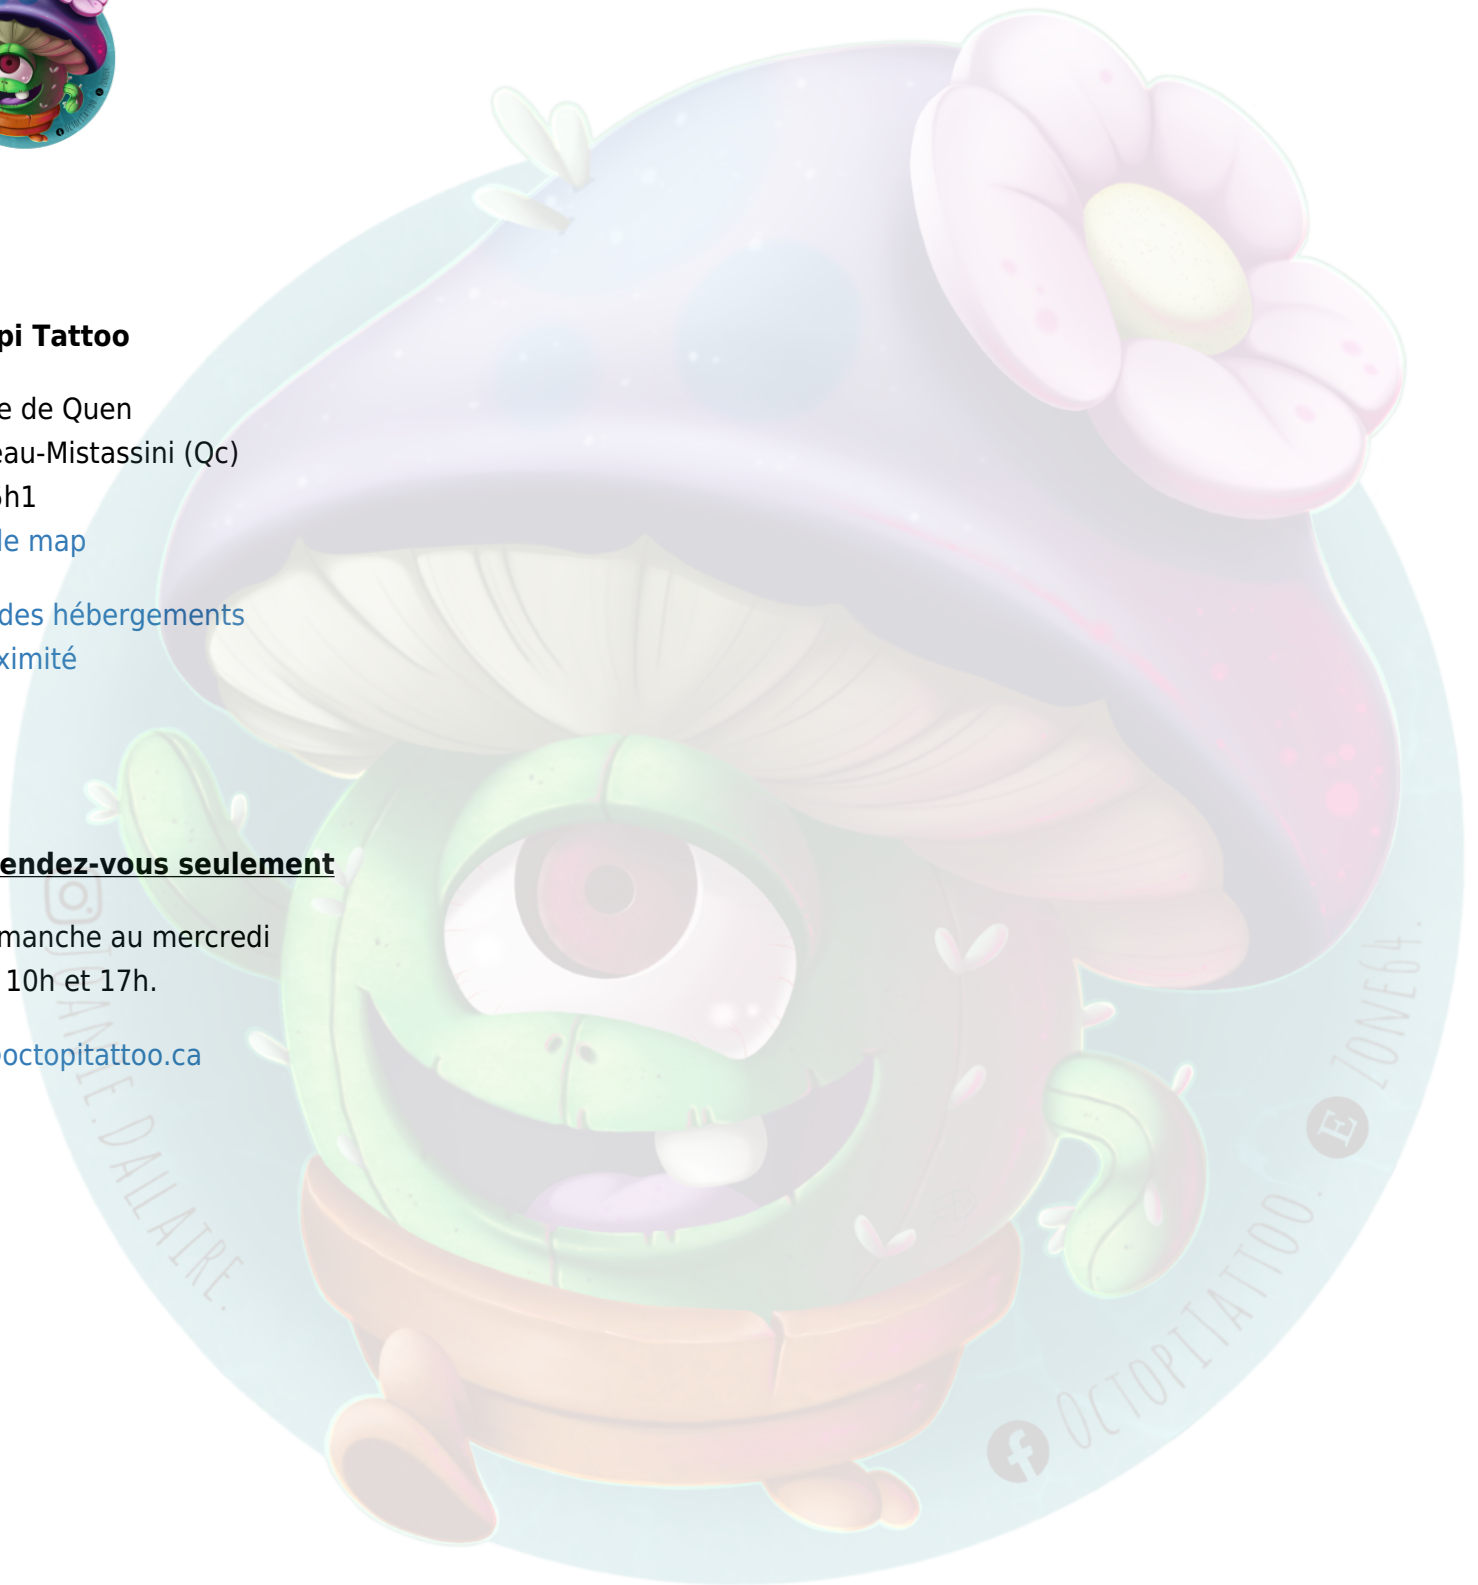 pi Tattoo
e de Quen
eau-Mistassini (Qc)
h1
le map
des hébergements
ximité
endez-vous seulement
manche au mercredi
10h et 17h.
octopitattoo.ca
JOANNIE.DALLAIRE.
OCTOPITATTOO.
E ZONE64.